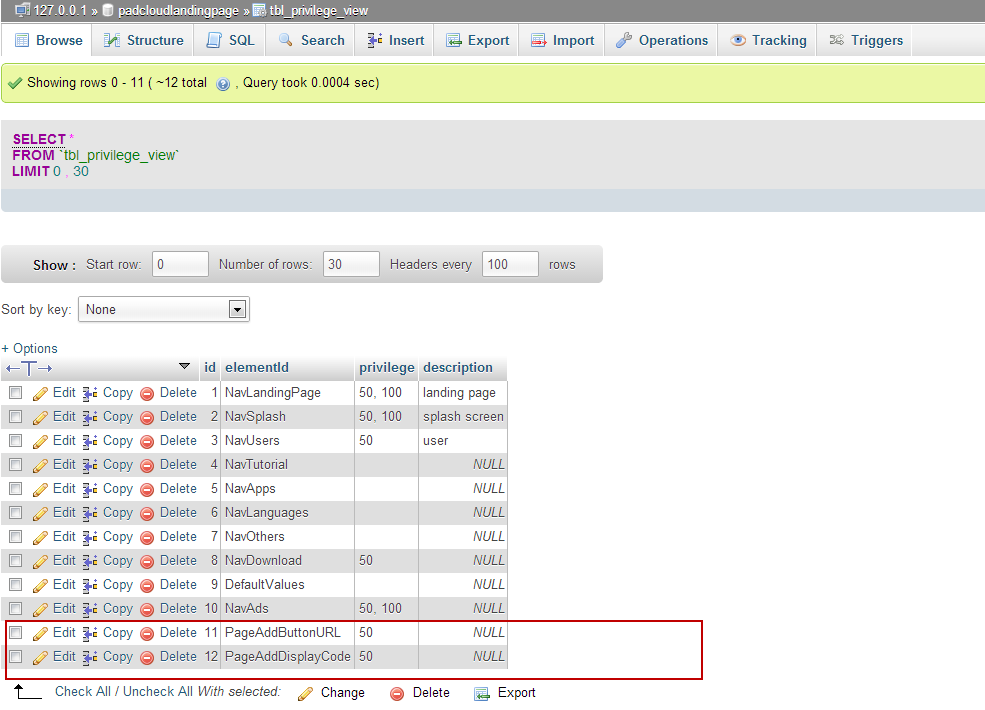 127.0.0.1 » padcloudlandingpage » tbl_privilege_view
Browse Structure SQL Search Insert Export Import Operations Tracking Triggers
Showing rows 0 - 11 ( ~12 total , Query took 0.0004 sec)
SELECT *
FROM `tbl_privilege_view`
LIMIT 0 , 30
Show : Start row: 0 Number of rows: 30 Headers every 100 rows
Sort by key: None
+ Options
←T→ id elementId privilege description
Edit Copy Delete 1 NavLandingPage 50, 100 landing page
Edit Copy Delete 2 NavSplash 50, 100 splash screen
Edit Copy Delete 3 NavUsers 50 user
Edit Copy Delete 4 NavTutorial NULL
Edit Copy Delete 5 NavApps NULL
Edit Copy Delete 6 NavLanguages NULL
Edit Copy Delete 7 NavOthers NULL
Edit Copy Delete 8 NavDownload 50 NULL
Edit Copy Delete 9 DefaultValues NULL
Edit Copy Delete 10 NavAds 50, 100 NULL
Edit Copy Delete 11 PageAddButtonURL 50 NULL
Edit Copy Delete 12 PageAddDisplayCode 50 NULL
Check All / Uncheck All With selected: Change Delete Export